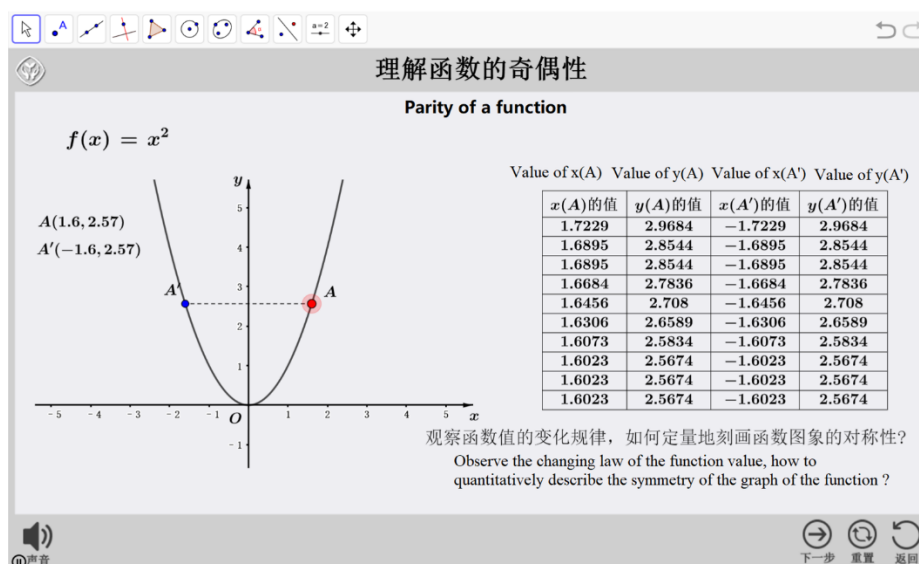 a=2
理解函数的奇偶性
Parity of a function
f(x) = x²
A(1.6, 2.57)
A′(−1.6, 2.57)
y
5
4
3
2
1
A′
A
-5 -4 -3 -2 -1 O 1 2 3 4 5 x
-1
Value of x(A) Value of y(A) Value of x(A') Value of y(A')
x(A)的值 y(A)的值 x(A′)的值 y(A′)的值
1.7229 2.9684 −1.7229 2.9684
1.6895 2.8544 −1.6895 2.8544
1.6895 2.8544 −1.6895 2.8544
1.6684 2.7836 −1.6684 2.7836
1.6456 2.708 −1.6456 2.708
1.6306 2.6589 −1.6306 2.6589
1.6073 2.5834 −1.6073 2.5834
1.6023 2.5674 −1.6023 2.5674
1.6023 2.5674 −1.6023 2.5674
1.6023 2.5674 −1.6023 2.5674
观察函数值的变化规律，如何定量地刻画函数图象的对称性?
Observe the changing law of the function value, how to
quantitatively describe the symmetry of the graph of the function ?
声音
下一步 重置 返回